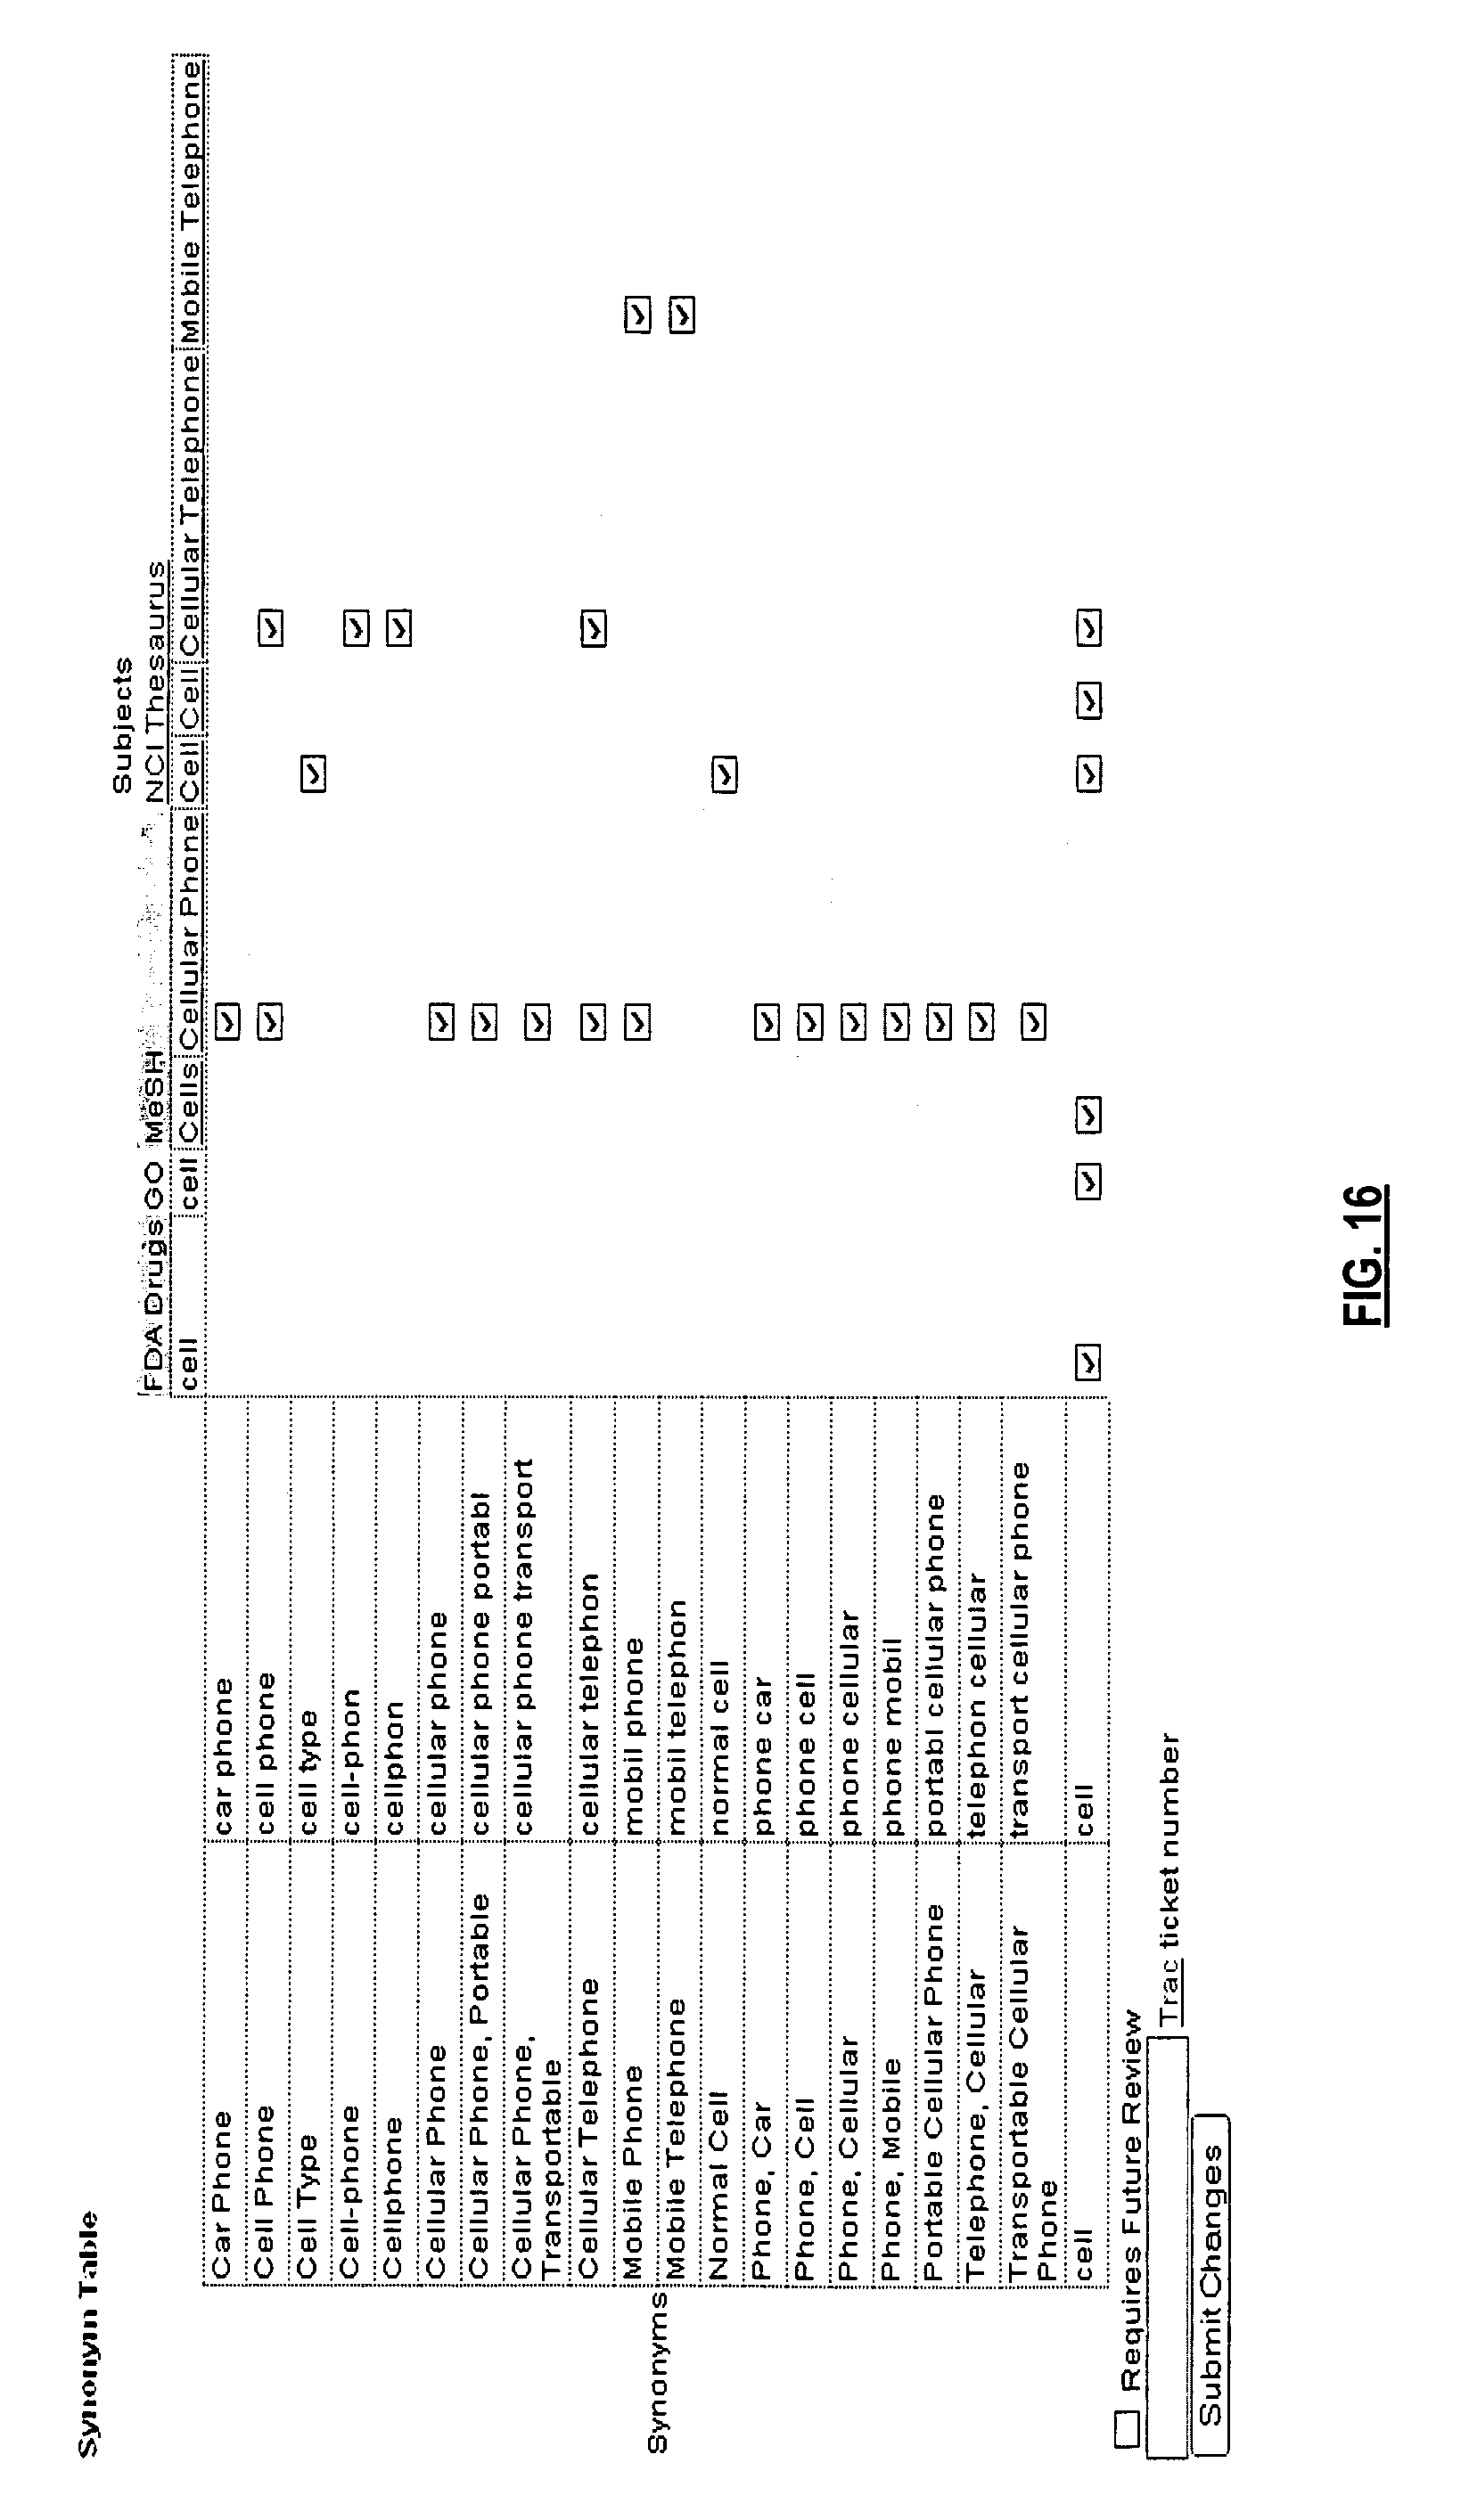 Synonym Table
Subjects
FDA Drugs GO MeSH NCI Thesaurus
cell cell Cells Cellular Phone Cell Cell Cellular Telephone Mobile Telephone
Synonyms
Car Phone car phone
Cell Phone cell phone
Cell Type cell type
Cell-phone cell-phon
Cellphone cellphon
Cellular Phone cellular phone
Cellular Phone, Portable cellular phone portabl
Cellular Phone, cellular phone transport
Transportable
Cellular Telephone cellular telephon
Mobile Phone mobil phone
Mobile Telephone mobil telephon
Normal Cell normal cell
Phone, Car phone car
Phone, Cell phone cell
Phone, Cellular phone cellular
Phone, Mobile phone mobil
Portable Cellular Phone portabl cellular phone
Telephone, Cellular telephon cellular
Transportable Cellular transport cellular phone
Phone
cell cell
Requires Future Review
Trac ticket number
Submit Changes
FIG. 16